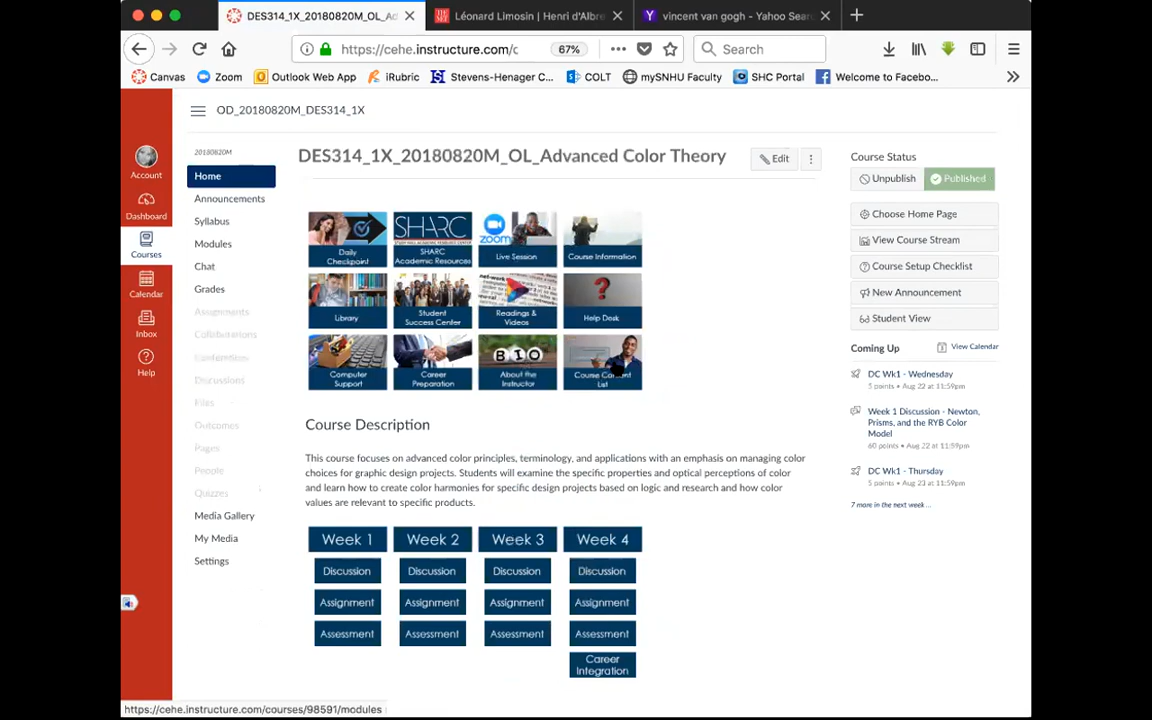 DES314_1X_20180820M_OL_Ad
Léonard Limosin | Henri d'Albre
vincent van gogh - Yahoo Sear
https://cehe.instructure.com/c
67%
Search
Canvas
Zoom
Outlook Web App
iRubric
Stevens-Henager C...
COLT
mySNHU Faculty
SHC Portal
Welcome to Facebo...
OD_20180820M_DES314_1X
Account
Dashboard
Courses
Calendar
Inbox
Help
20180820M
Home
Announcements
Syllabus
Modules
Chat
Grades
Assignments
Collaborations
Conferences
Discussions
Files
Outcomes
Pages
People
Quizzes
Media Gallery
My Media
Settings
DES314_1X_20180820M_OL_Advanced Color Theory
Edit
Daily
Checkpoint
SHARC
SHARC
Academic Resources
zoom
Live Session
Course Information
Library
Student
Success Center
Readings &
Videos
Help Desk
Computer
Support
Career
Preparation
BIO
About the
Instructor
Course Content
List
Course Description
This course focuses on advanced color principles, terminology, and applications with an emphasis on managing color
choices for graphic design projects. Students will examine the specific properties and optical perceptions of color
and learn how to create color harmonies for specific design projects based on logic and research and how color
values are relevant to specific products.
Week 1
Week 2
Week 3
Week 4
Discussion
Discussion
Discussion
Discussion
Assignment
Assignment
Assignment
Assignment
Assessment
Assessment
Assessment
Assessment
Career
Integration
Course Status
Unpublish
Published
Choose Home Page
View Course Stream
Course Setup Checklist
New Announcement
Student View
Coming Up
View Calendar
DC Wk1 - Wednesday
5 points • Aug 22 at 11:59pm
Week 1 Discussion - Newton,
Prisms, and the RYB Color
Model
60 points • Aug 22 at 11:59pm
DC Wk1 - Thursday
5 points • Aug 23 at 11:59pm
7 more in the next week ...
https://cehe.instructure.com/courses/98591/modules